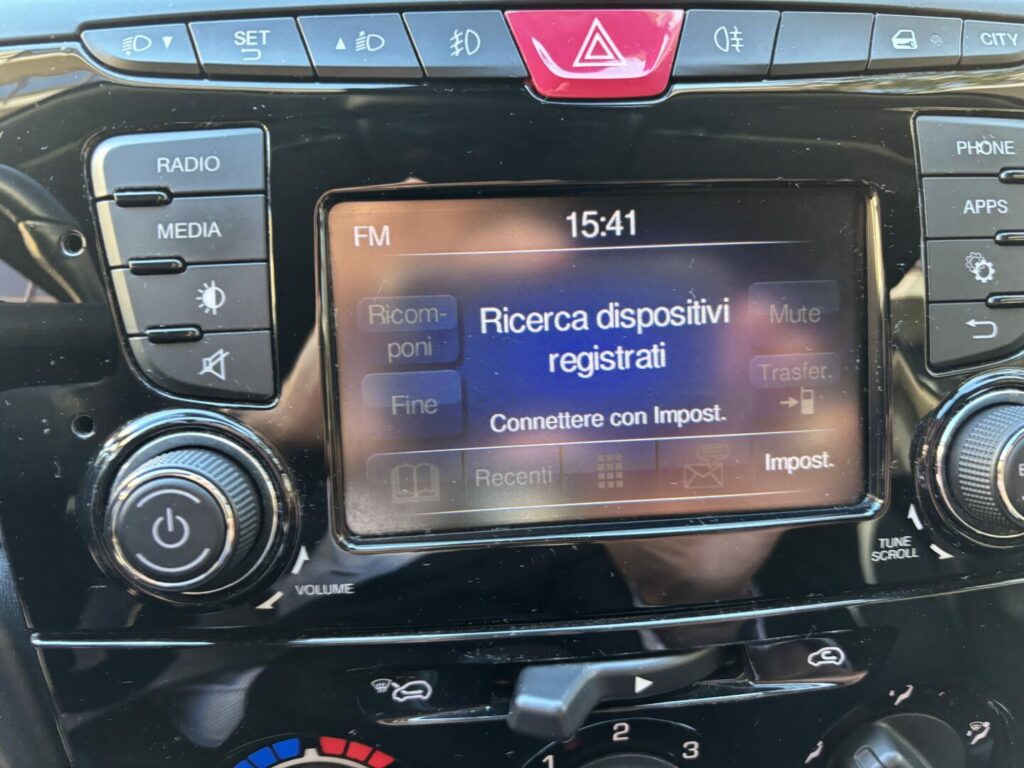 SET
CITY
RADIO
MEDIA
PHONE
APPS
FM 15:41
Ricom-
poni
Fine
Ricerca dispositivi
registrati
Connettere con Impost.
Mute
Trasfer.
Recenti
Impost.
VOLUME
TUNE
SCROLL
1 2 3